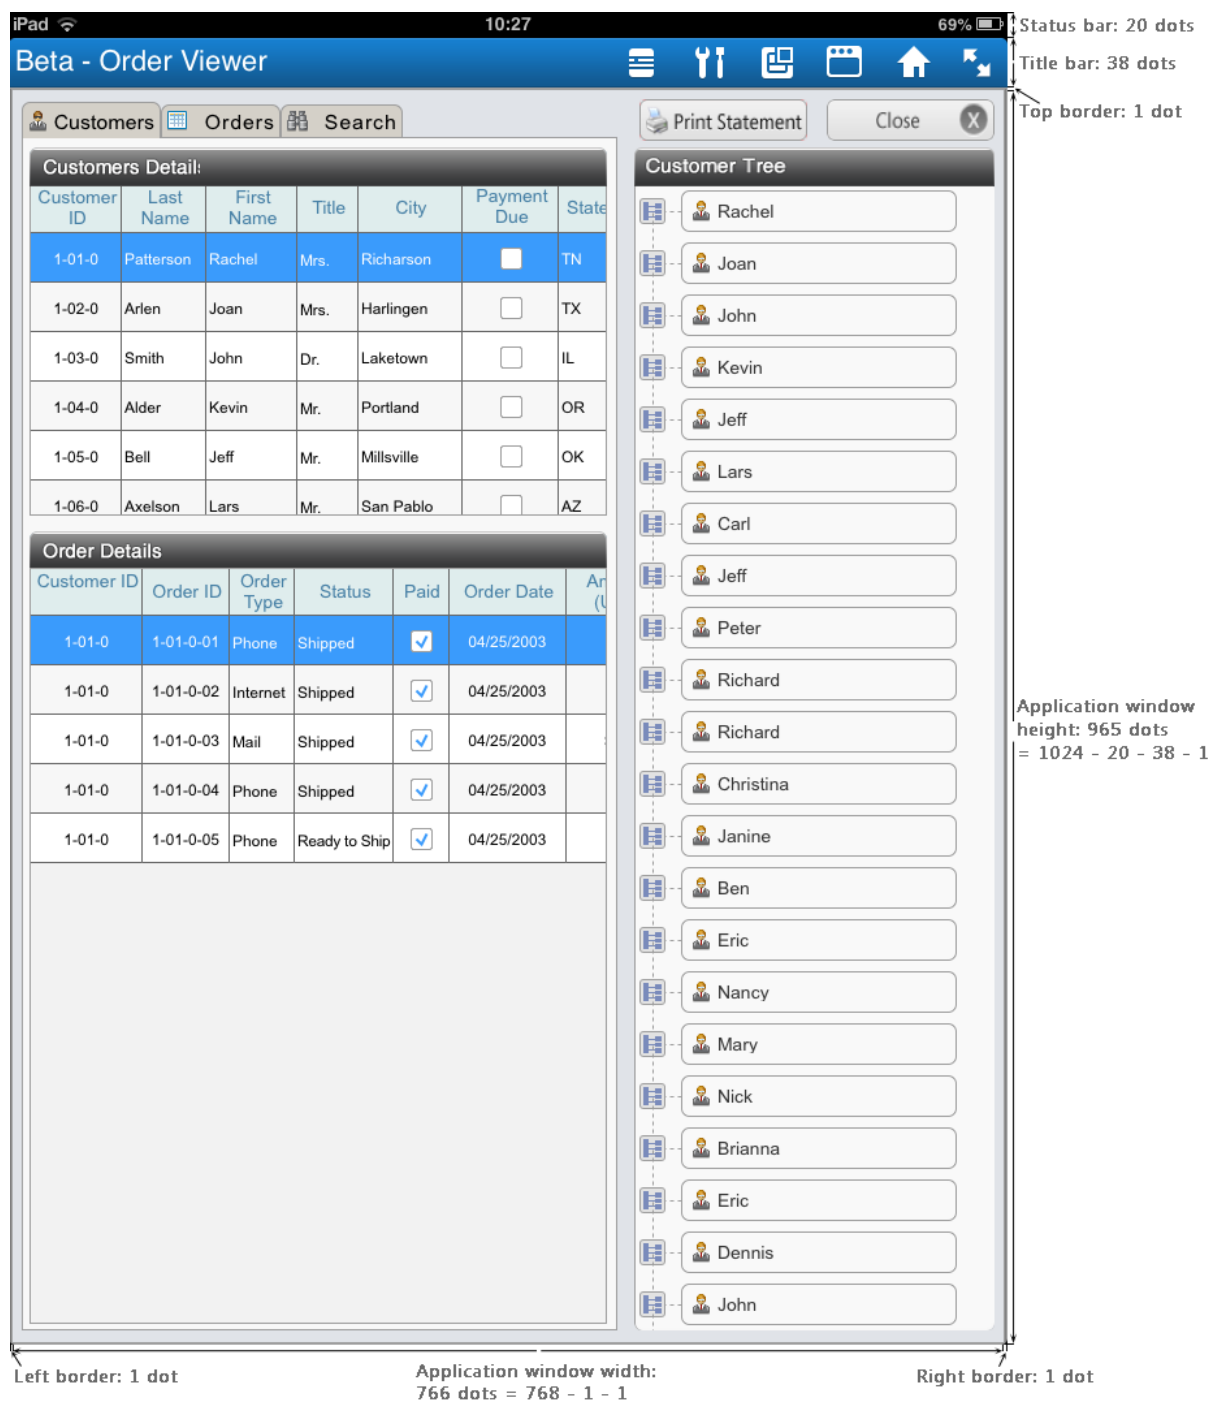 iPad 10:27 69%
Status bar: 20 dots
Beta - Order Viewer
Title bar: 38 dots
Top border: 1 dot
Customers Orders Search
Print Statement Close X
Customers Details
Customer Tree
Customer ID Last Name First Name Title City Payment Due State
1-01-0 Patterson Rachel Mrs. Richarson TN
1-02-0 Arlen Joan Mrs. Harlingen TX
1-03-0 Smith John Dr. Laketown IL
1-04-0 Alder Kevin Mr. Portland OR
1-05-0 Bell Jeff Mr. Millsville OK
1-06-0 Axelson Lars Mr. San Pablo AZ
Order Details
Customer ID Order ID Order Type Status Paid Order Date
1-01-0 1-01-0-01 Phone Shipped 04/25/2003
1-01-0 1-01-0-02 Internet Shipped 04/25/2003
1-01-0 1-01-0-03 Mail Shipped 04/25/2003
1-01-0 1-01-0-04 Phone Shipped 04/25/2003
1-01-0 1-01-0-05 Phone Ready to Ship 04/25/2003
Rachel
Joan
John
Kevin
Jeff
Lars
Carl
Jeff
Peter
Richard
Richard
Christina
Janine
Ben
Eric
Nancy
Mary
Nick
Brianna
Eric
Dennis
John
Application window
height: 965 dots
= 1024 - 20 - 38 - 1
Left border: 1 dot
Application window width:
766 dots = 768 - 1 - 1
Right border: 1 dot